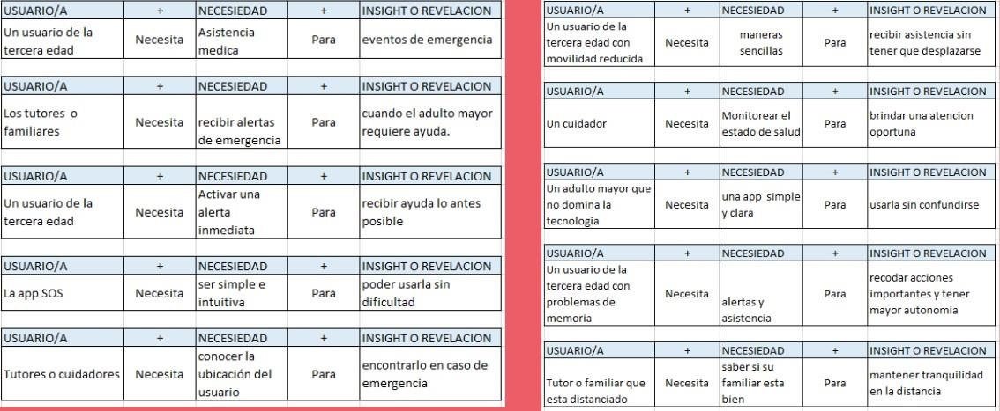 USUARIO/A + NECESIEDAD + INSIGHT O REVELACION
Un usuario de la
tercera edad
Necesita
Asistencia
medica
Para
eventos de emergencia
USUARIO/A + NECESIEDAD + INSIGHT O REVELACION
Los tutores o
familiares
Necesita
recibir alertas
de emergencia
Para
cuando el adulto mayor
requiere ayuda.
USUARIO/A + NECESIEDAD + INSIGHT O REVELACION
Un usuario de la
tercera edad
Necesita
Activar una
alerta
inmediata
Para
recibir ayuda lo antes
posible
USUARIO/A + NECESIEDAD + INSIGHT O REVELACION
La app SOS
Necesita
ser simple e
intuitiva
Para
poder usarla sin
dificultad
USUARIO/A + NECESIEDAD + INSIGHT O REVELACION
Tutores o cuidadores
Necesita
conocer la
ubicación del
usuario
Para
encontrarlo en caso de
emergencia
USUARIO/A + NECESIEDAD + INSIGHT O REVELACION
Un usuario de la
tercera edad con
movilidad reducida
Necesita
maneras
sencillas
Para
recibir asistencia sin
tener que desplazarse
USUARIO/A + NECESIEDAD + INSIGHT O REVELACION
Un cuidador
Necesita
Monitorear el
estado de salud
Para
brindar una atencion
oportuna
USUARIO/A + NECESIEDAD + INSIGHT O REVELACION
Un adulto mayor que
no domina la
tecnologia
Necesita
una app simple
y clara
Para
usarla sin confundirse
USUARIO/A + NECESIEDAD + INSIGHT O REVELACION
Un usuario de la
tercera edad con
problemas de
memoria
Necesita
alertas y
asistencia
Para
recodar acciones
importantes y tener
mayor autonomia
USUARIO/A + NECESIEDAD + INSIGHT O REVELACION
Tutor o familiar que
esta distanciado
Necesita
saber si su
familiar esta
bien
Para
mantener tranquilidad
en la distancia